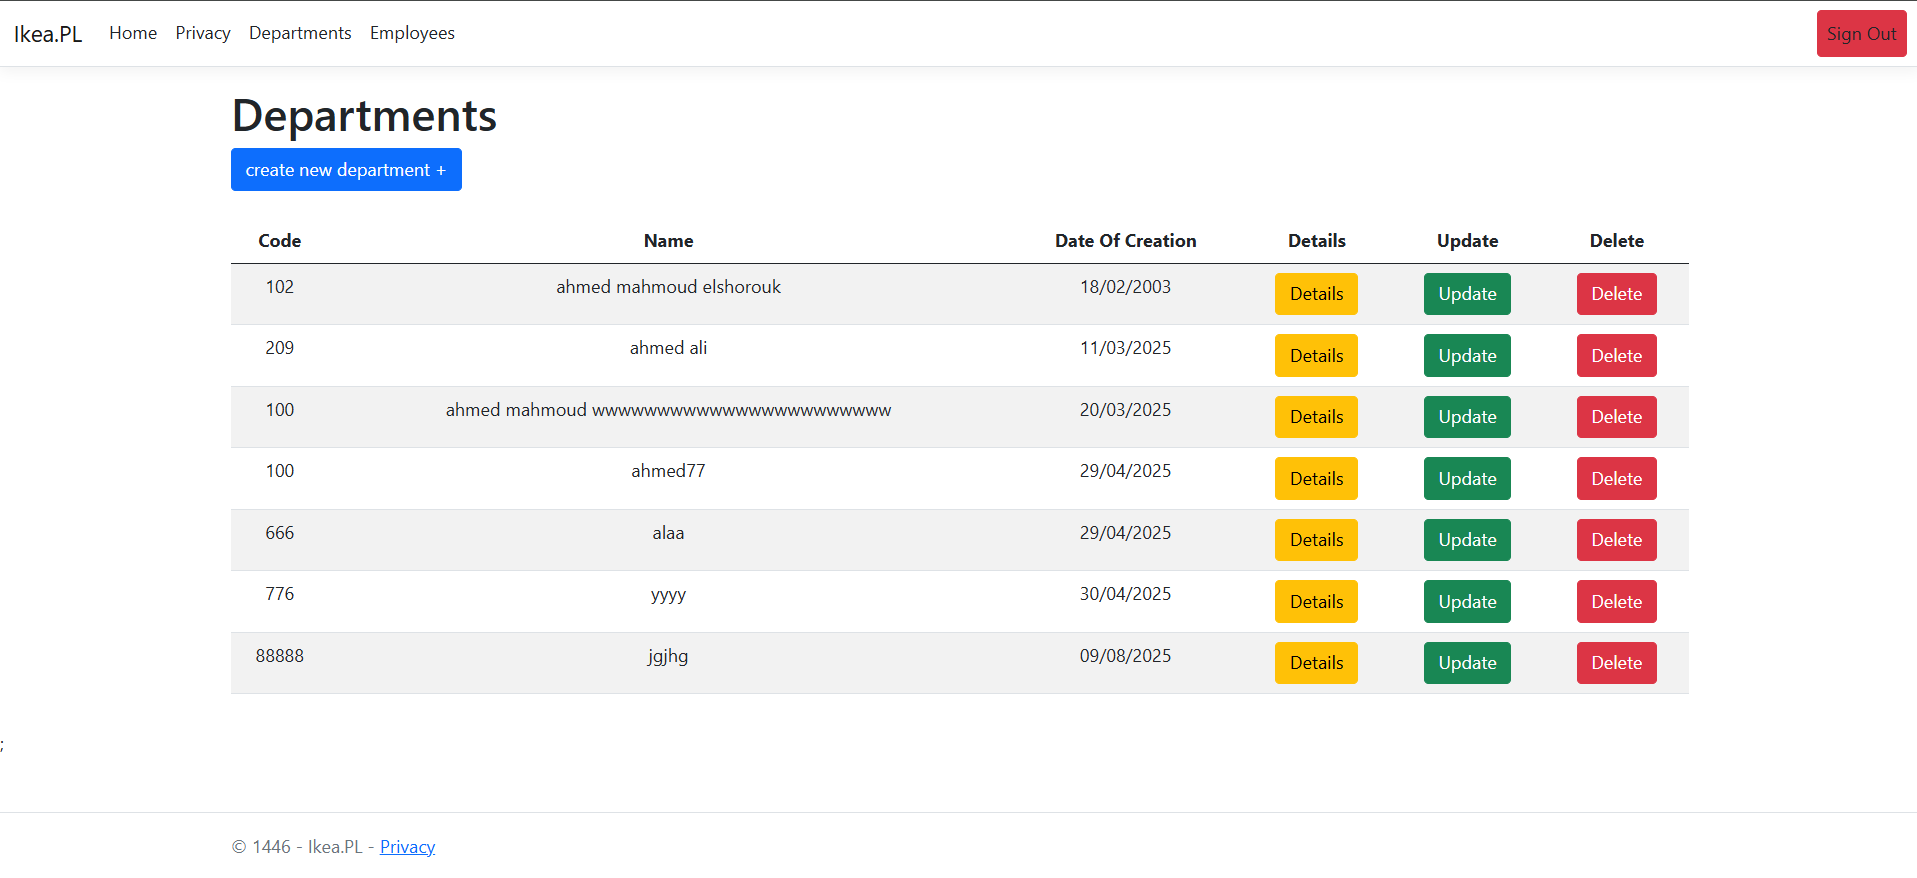 Ikea.PL Home Privacy Departments Employees Sign Out
Departments
create new department +
Code Name Date Of Creation Details Update Delete
102 ahmed mahmoud elshorouk 18/02/2003 Details Update Delete
209 ahmed ali 11/03/2025 Details Update Delete
100 ahmed mahmoud wwwwwwwwwwwwwwwwwwwwwww 20/03/2025 Details Update Delete
100 ahmed77 29/04/2025 Details Update Delete
666 alaa 29/04/2025 Details Update Delete
776 yyyy 30/04/2025 Details Update Delete
88888 jgjhg 09/08/2025 Details Update Delete
;
© 1446 - Ikea.PL - Privacy